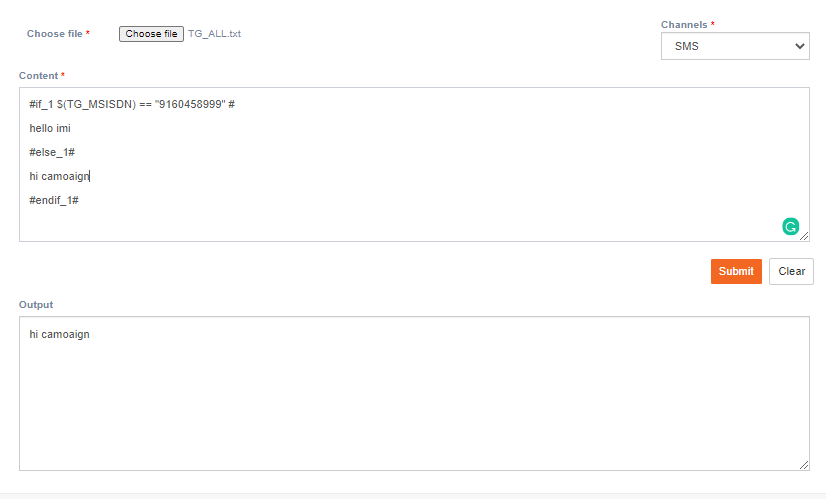 Choose file *
Choose file TG_ALL.txt
Channels *
SMS
Content *
#if_1 $(TG_MSISDN) == "9160458999" #
hello imi
#else_1#
hi camoaign
#endif_1#
G
Submit
Clear
Output
hi camoaign